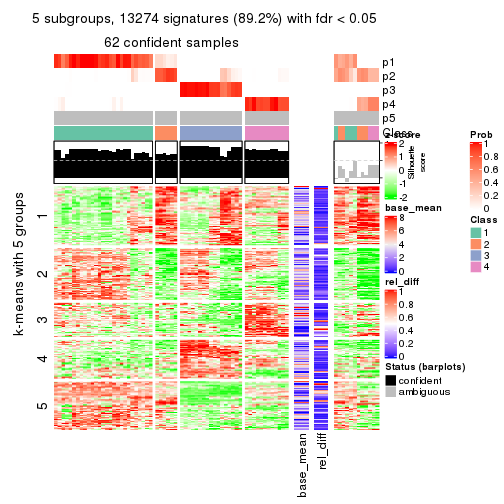 5 subgroups, 13274 signatures (89.2%) with fdr < 0.05
62 confident samples
p1
p2
p3
p4
p5
Class
k-means with 5 groups
1
2
3
4
5
base_mean
rel_diff
Silhouette
score
z-score
2
1
0
-1
-2
base_mean
8
6
4
2
0
rel_diff
1
0.8
0.6
0.4
0.2
0
Status (barplots)
confident
ambiguous
Prob
1
0.8
0.6
0.4
0.2
0
Class
1
2
3
4